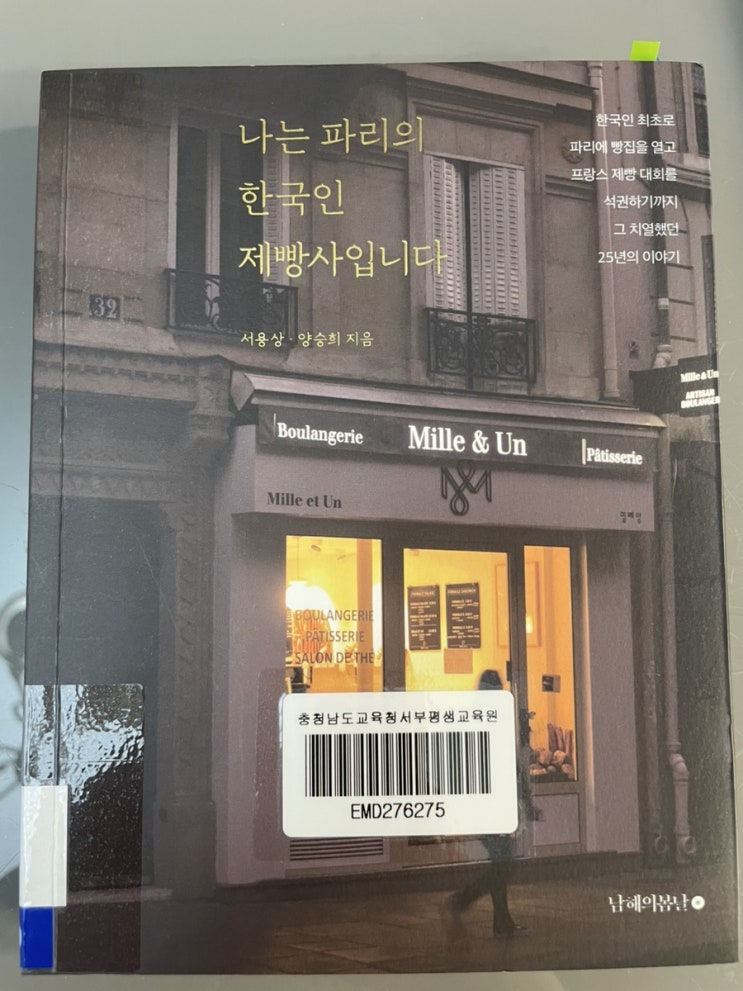 나는 파리의
한국인
제빵사입니다
서용상 · 양승희 지음
한국인 최초로
파리에 빵집을 열고
프랑스 제빵 대회를
석권하기까지
그 치열했던
25년의 이야기
32
Mille & Un
ARTISAN
BOULANGER
Boulangerie
Mille & Un
Pâtisserie
Mille et Un
BOULANGERIE
PATISSERIE
SALON DE THÉ
충청남도교육청서부평생교육원
EMD276275
남해의봄날